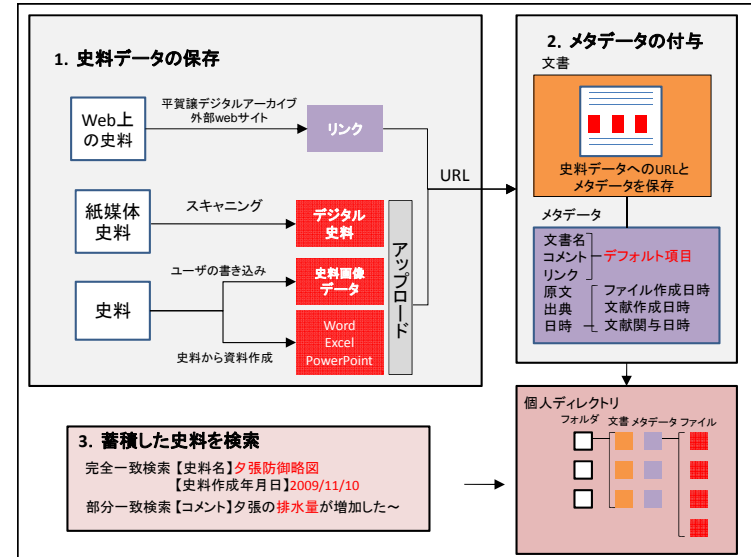 1. 史料データの保存
Web上
の史料
平賀譲デジタルアーカイブ
外部webサイト
リンク
URL
紙媒体
史料
スキャニング
デジタル
史料
アップロード
史料
ユーザの書き込み
史料画像
データ
史料から資料作成
Word
Excel
PowerPoint
2. メタデータの付与
文書
史料データへのURLと
メタデータを保存
メタデータ
文書名
コメント
リンク
デフォルト項目
原文
出典
日時
ファイル作成日時
文献作成日時
文献関与日時
3. 蓄積した史料を検索
完全一致検索【史料名】夕張防御略図
【史料作成年月日】2009/11/10
部分一致検索【コメント】夕張の排水量が増加した～
個人ディレクトリ
フォルダ 文書 メタデータ ファイル